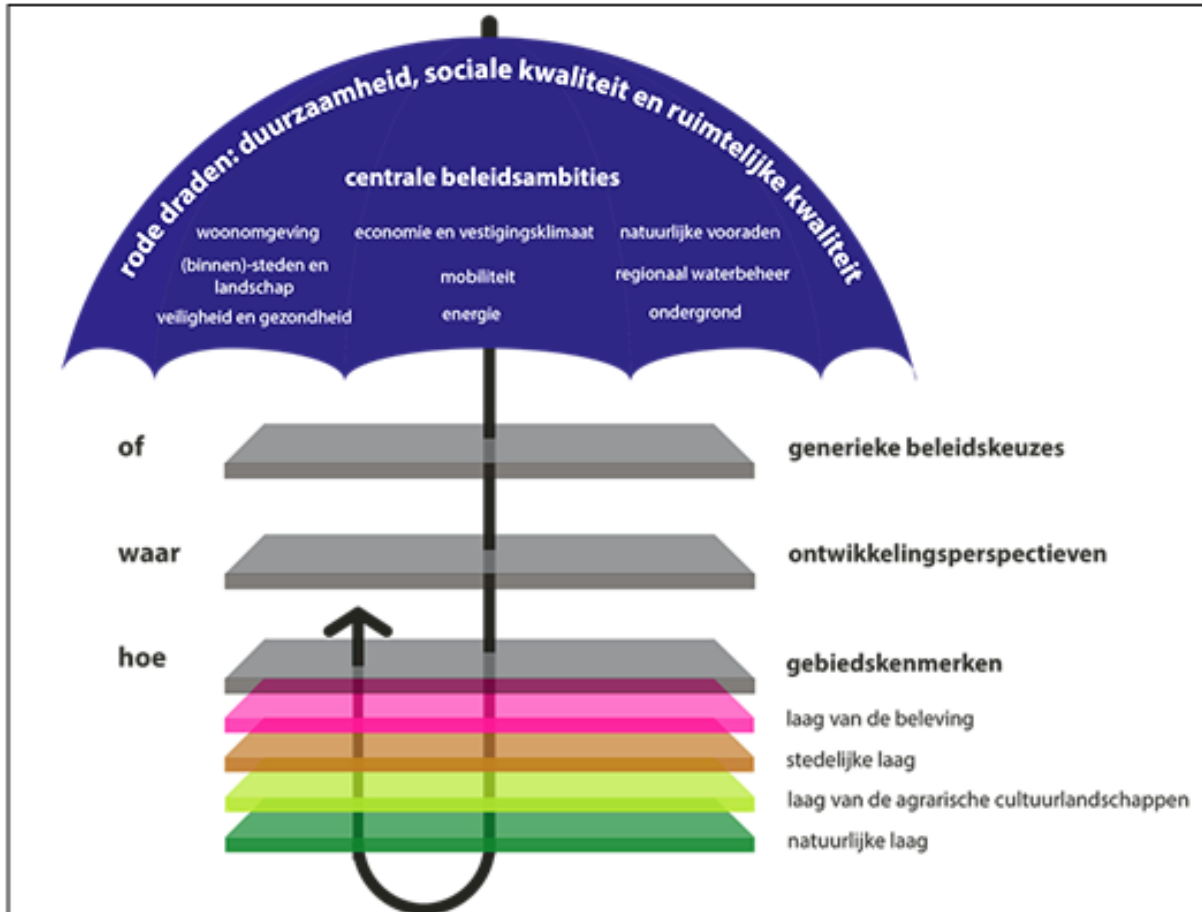 rode draden: duurzaamheid, sociale kwaliteit en ruimtelijke kwaliteit
centrale beleidsambities
woonomgeving
(binnen)-steden en
landschap
veiligheid en gezondheid
economie en vestigingsklimaat
mobiliteit
energie
natuurlijke vooraden
regionaal waterbeheer
ondergrond
of
generieke beleidskeuzes
waar
ontwikkelingsperspectieven
hoe
gebiedskenmerken
laag van de beleving
stedelijke laag
laag van de agrarische cultuurlandschappen
natuurlijke laag